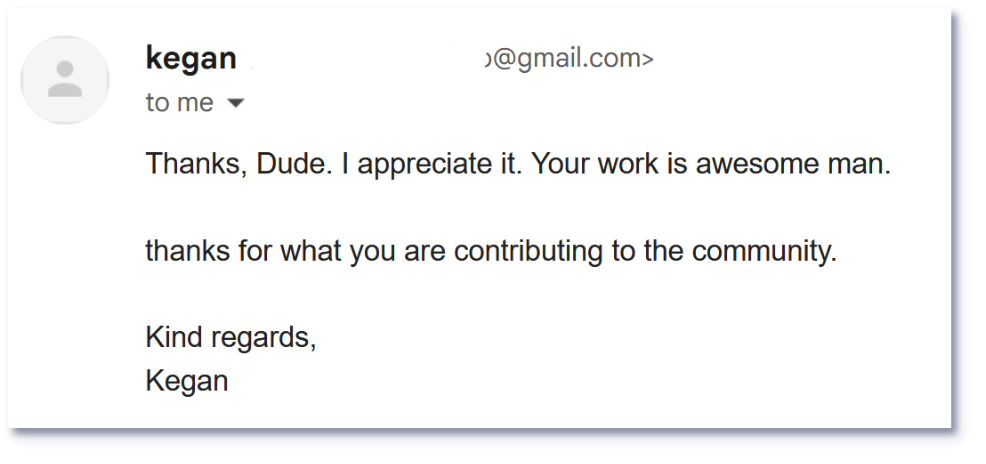 kegan
@gmail.com>
to me
Thanks, Dude. I appreciate it. Your work is awesome man.
thanks for what you are contributing to the community.
Kind regards,
Kegan